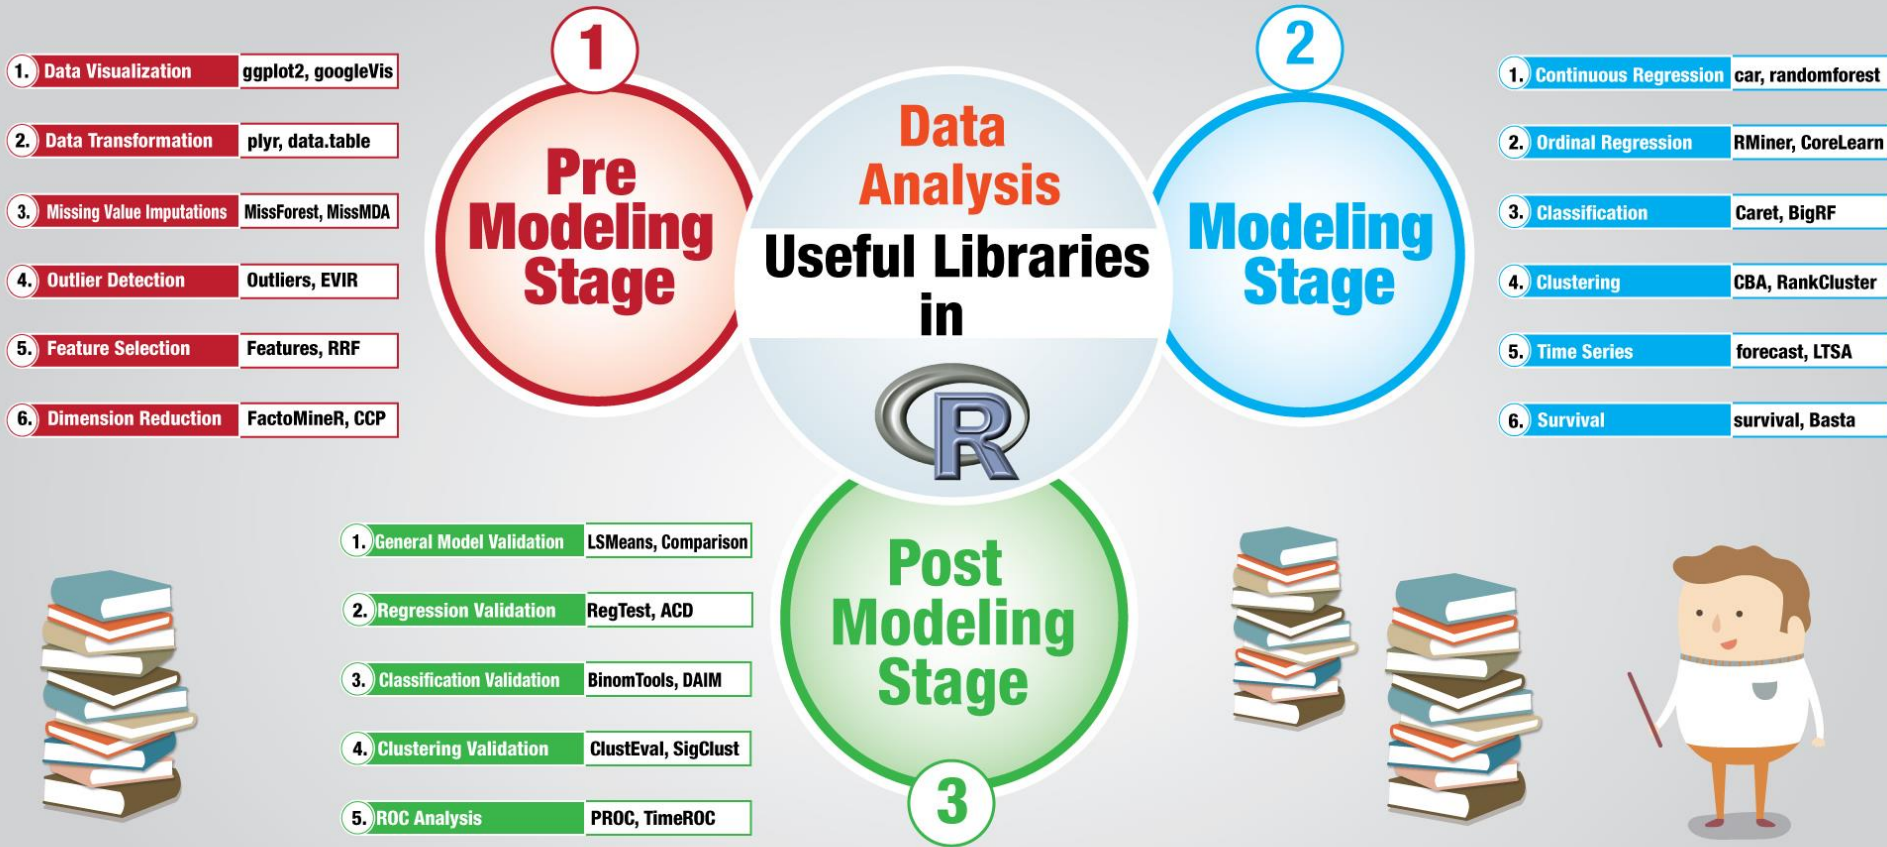 1
Pre
Modeling
Stage
1. Data Visualization ggplot2, googleVis
2. Data Transformation plyr, data.table
3. Missing Value Imputations MissForest, MissMDA
4. Outlier Detection Outliers, EVIR
5. Feature Selection Features, RRF
6. Dimension Reduction FactoMineR, CCP
Data
Analysis
Useful Libraries
in
R
2
Modeling
Stage
1. Continuous Regression car, randomforest
2. Ordinal Regression RMiner, CoreLearn
3. Classification Caret, BigRF
4. Clustering CBA, RankCluster
5. Time Series forecast, LTSA
6. Survival survival, Basta
Post
Modeling
Stage
3
1. General Model Validation LSMeans, Comparison
2. Regression Validation RegTest, ACD
3. Classification Validation BinomTools, DAIM
4. Clustering Validation ClustEval, SigClust
5. ROC Analysis PROC, TimeROC